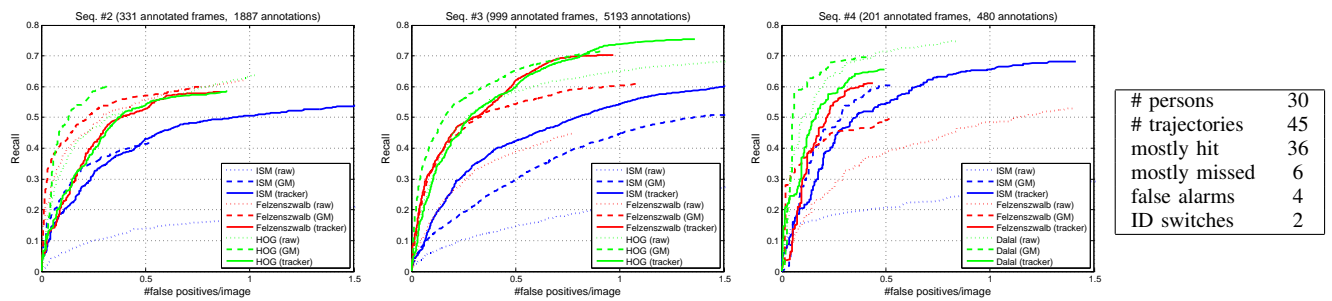 Seq. #2 (331 annotated frames, 1887 annotations)
0.8
0.7
0.6
0.5
0.4
0.3
0.2
0.1
0
Recall
0
0.5
1
1.5
#false positives/image
ISM (raw)
ISM (GM)
ISM (tracker)
Felzenszwalb (raw)
Felzenszwalb (GM)
Felzenszwalb (tracker)
HOG (raw)
HOG (GM)
HOG (tracker)
Seq. #3 (999 annotated frames, 5193 annotations)
0.8
0.7
0.6
0.5
0.4
0.3
0.2
0.1
0
Recall
0
0.5
1
1.5
#false positives/image
ISM (raw)
ISM (GM)
ISM (tracker)
Felzenszwalb (raw)
Felzenszwalb (GM)
Felzenszwalb (tracker)
HOG (raw)
HOG (GM)
HOG (tracker)
Seq. #4 (201 annotated frames, 480 annotations)
0.8
0.7
0.6
0.5
0.4
0.3
0.2
0.1
0
Recall
0
0.5
1
1.5
#false positives/image
ISM (raw)
ISM (GM)
ISM (tracker)
Felzenszwalb (raw)
Felzenszwalb (GM)
Felzenszwalb (tracker)
Dalal (raw)
Dalal (GM)
Dalal (tracker)
# persons 30
# trajectories 45
mostly hit 36
mostly missed 6
false alarms 4
ID switches 2